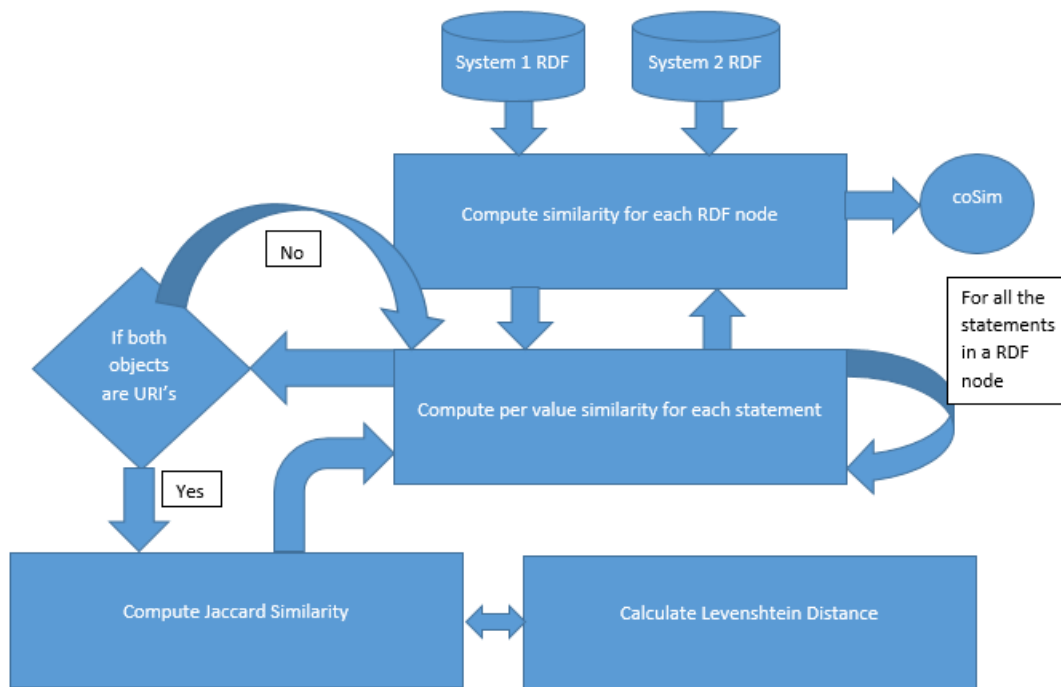 System 1 RDF
System 2 RDF
Compute similarity for each RDF node
coSim
No
For all the
statements
in a RDF
node
If both
objects
are URI's
Compute per value similarity for each statement
Yes
Compute Jaccard Similarity
Calculate Levenshtein Distance